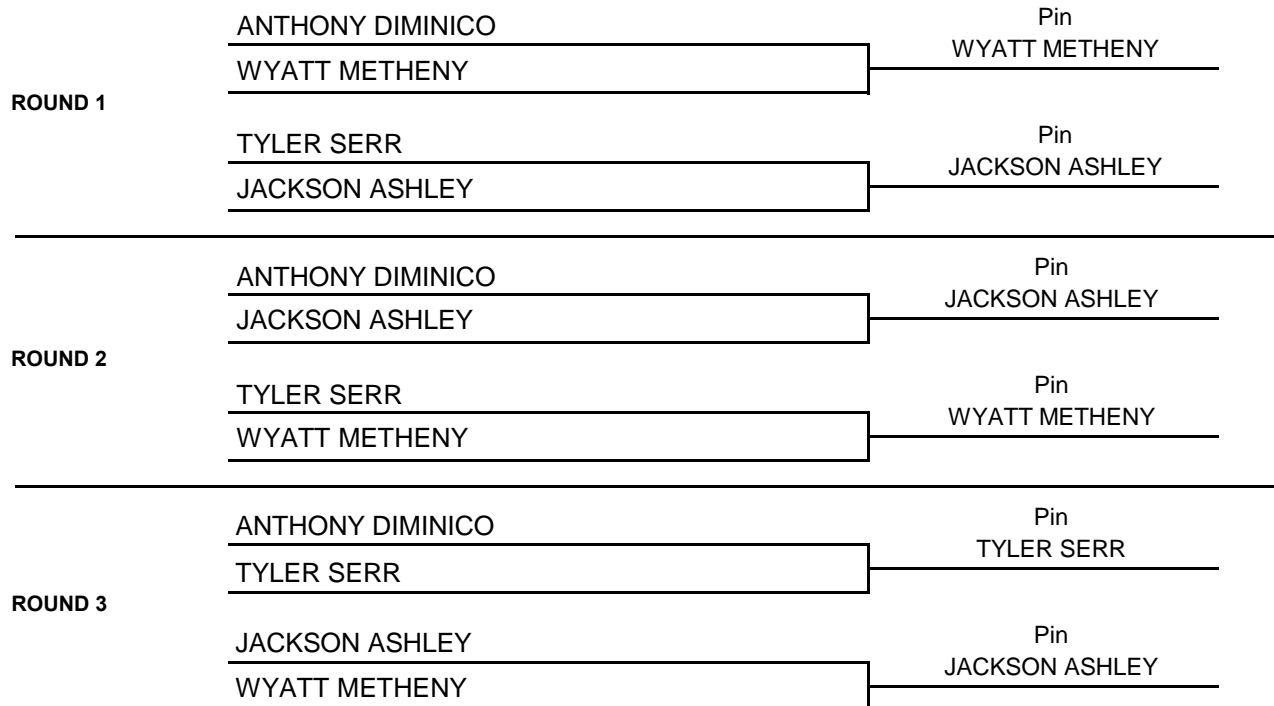 ANTHONY DIMINICO
Pin
WYATT METHENY
WYATT METHENY
ROUND 1
TYLER SERR
Pin
JACKSON ASHLEY
JACKSON ASHLEY
ANTHONY DIMINICO
Pin
JACKSON ASHLEY
JACKSON ASHLEY
ROUND 2
TYLER SERR
Pin
WYATT METHENY
WYATT METHENY
ANTHONY DIMINICO
Pin
TYLER SERR
TYLER SERR
ROUND 3
JACKSON ASHLEY
Pin
JACKSON ASHLEY
WYATT METHENY